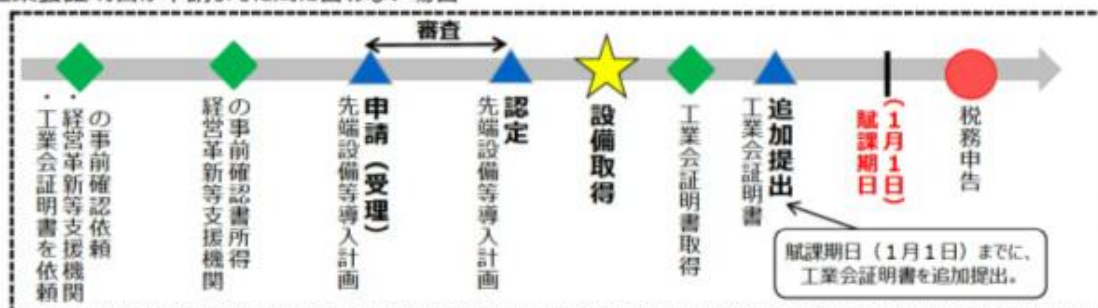 審査
・工業会証明書を依頼
・経営革新等支援機関
の事前確認依頼
経営革新等支援機関
の事前確認書所得
先端設備等導入計画
申請（受理）
先端設備等導入計画
認定
設備取得
工業会証明書取得
工業会証明書
追加提出
賦課期日
（１月１日）
税務申告
賦課期日（１月１日）までに、
工業会証明書を追加提出。